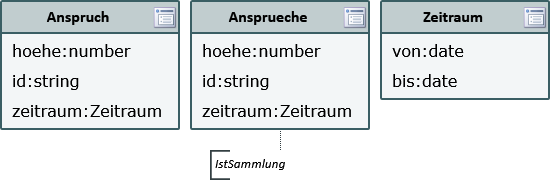 Anspruch
hoehe:number
id:string
zeitraum:Zeitraum
Ansprueche
hoehe:number
id:string
zeitraum:Zeitraum
IstSammlung
Zeitraum
von:date
bis:date